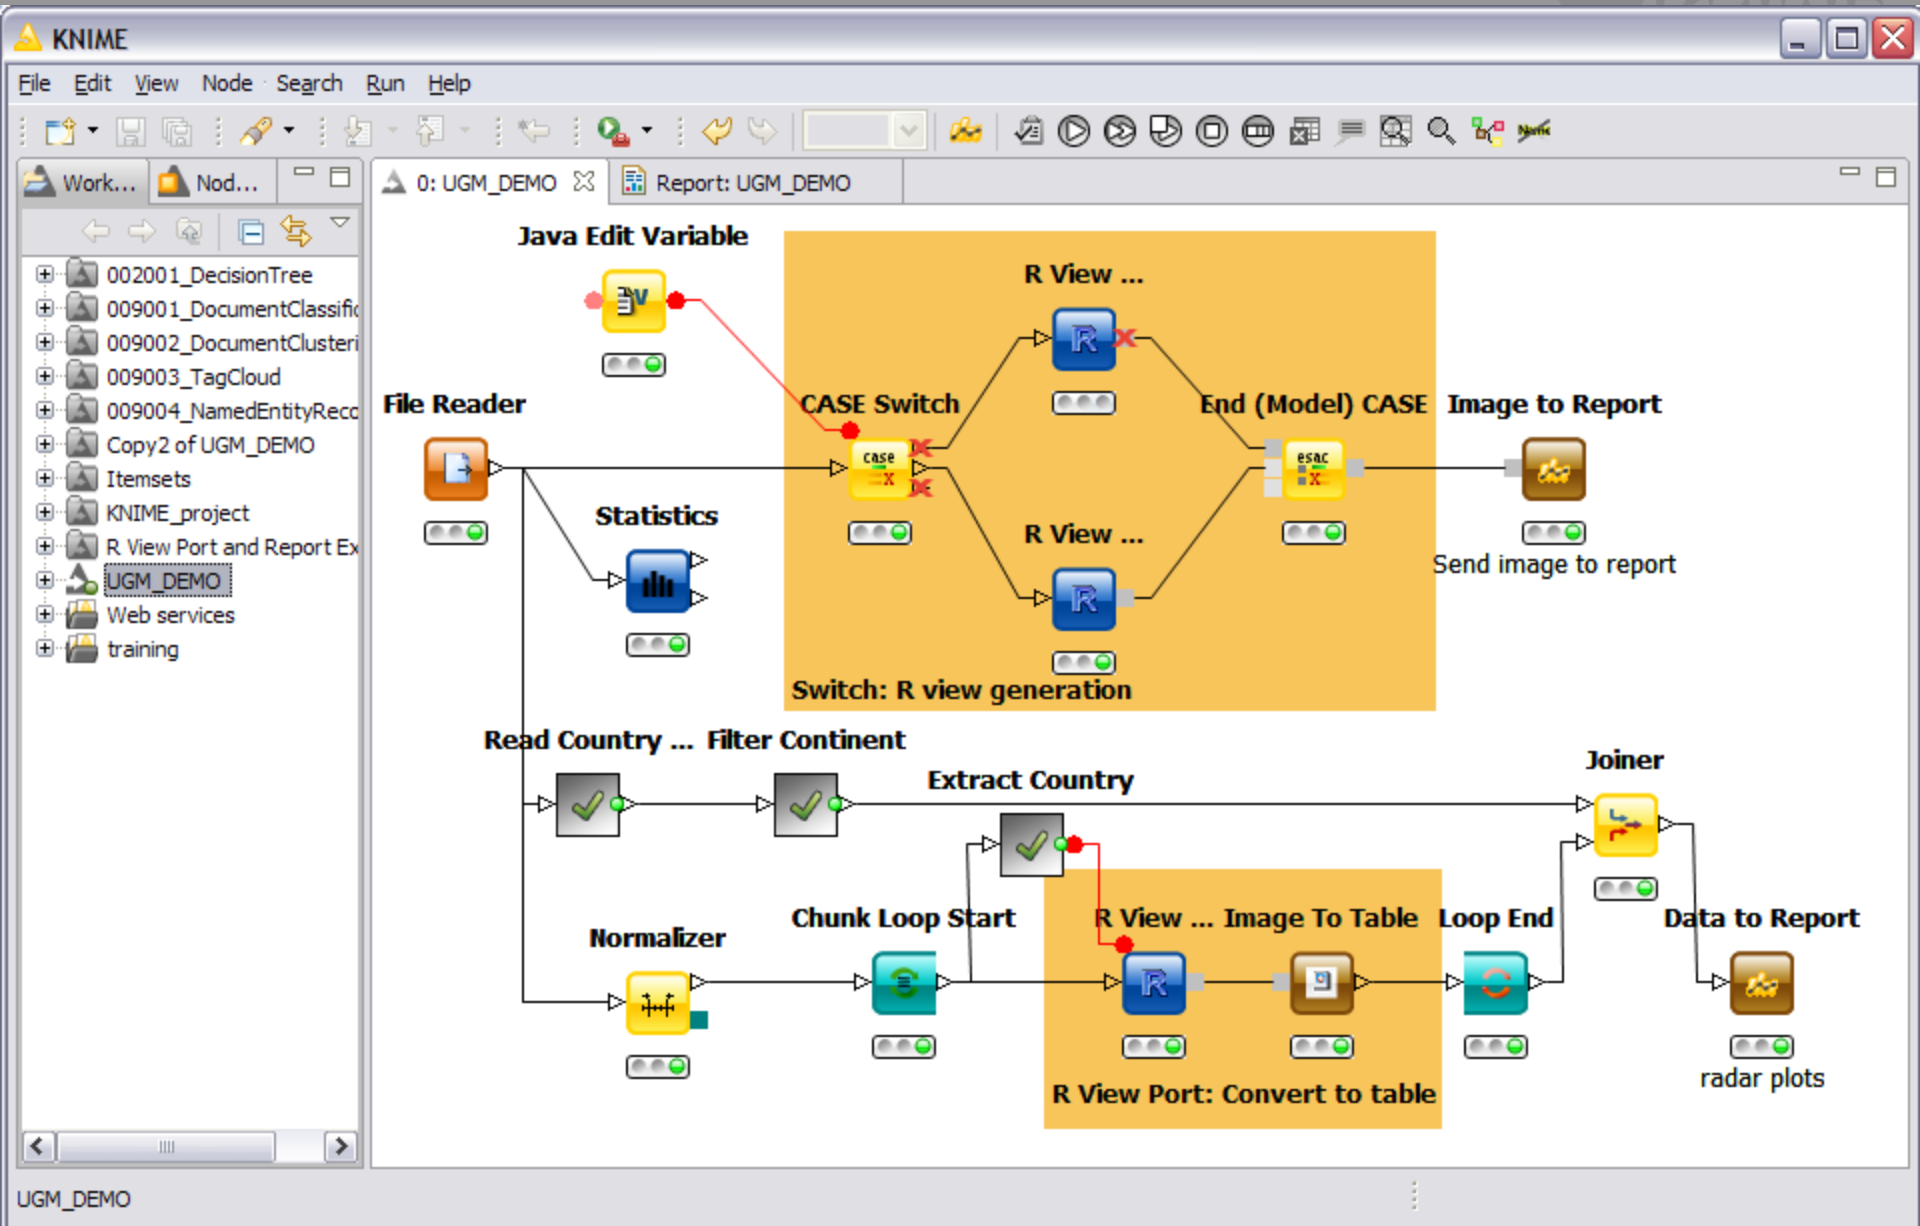 KNIME
File Edit View Node Search Run Help
Work... Nod...
0: UGM_DEMO Report: UGM_DEMO
002001_DecisionTree
009001_DocumentClassific
009002_DocumentClusteri
009003_TagCloud
009004_NamedEntityReco
Copy2 of UGM_DEMO
Itemsets
KNIME_project
R View Port and Report Ex
UGM_DEMO
Web services
training
Java Edit Variable
R View ...
File Reader
CASE Switch
End (Model) CASE
Image to Report
case
esac
Statistics
R View ...
Send image to report
Switch: R view generation
Read Country ...
Filter Continent
Extract Country
Joiner
Normalizer
Chunk Loop Start
R View ...
Image To Table
Loop End
Data to Report
R View Port: Convert to table
radar plots
UGM_DEMO